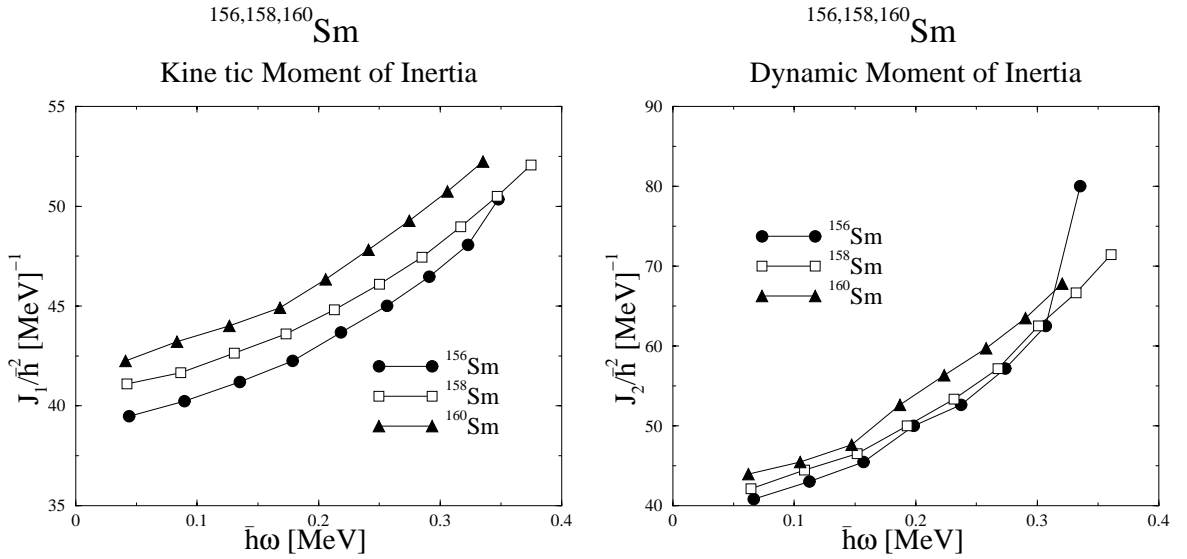 156,158,160Sm
Kine tic Moment of Inertia
55
50
45
40
35
J1/ħ² [MeV]⁻¹
156Sm
158Sm
160Sm
0
0.1
0.2
0.3
0.4
ħω [MeV]
156,158,160Sm
Dynamic Moment of Inertia
90
80
70
60
50
40
J2/ħ² [MeV]⁻¹
156Sm
158Sm
160Sm
0
0.1
0.2
0.3
0.4
ħω [MeV]